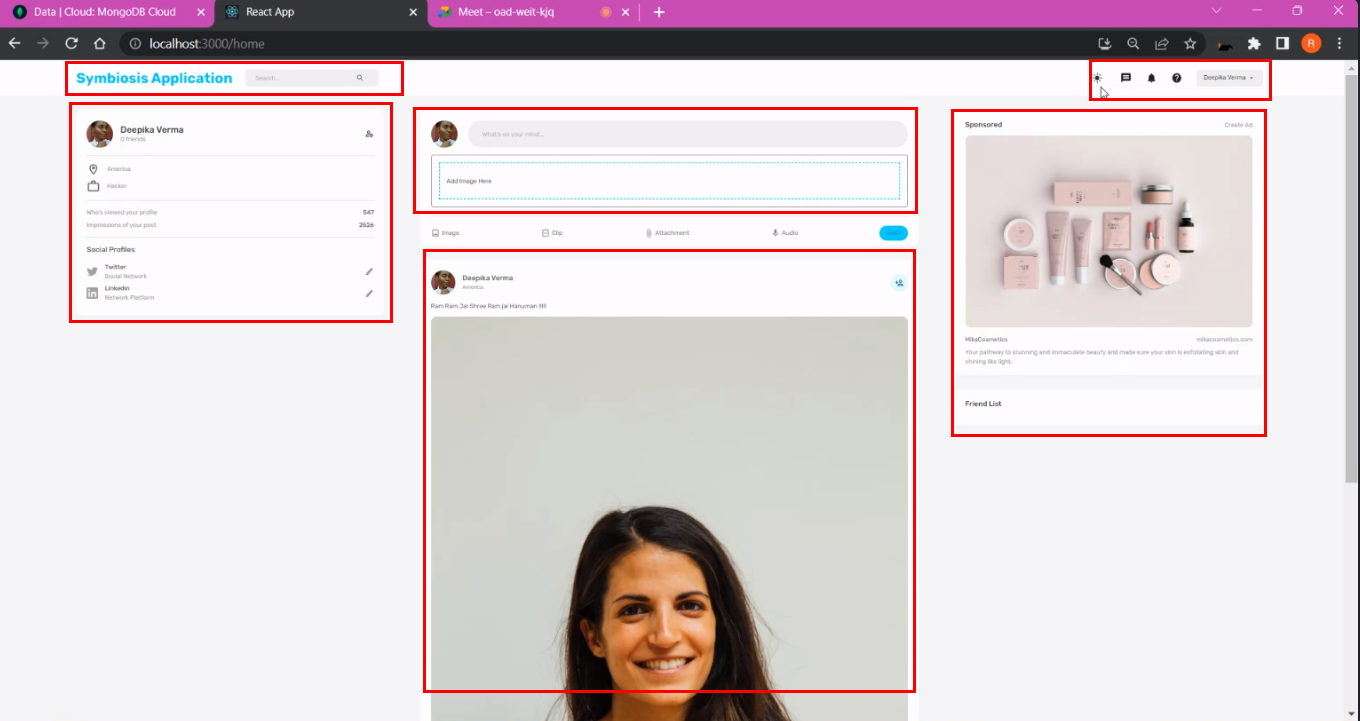 Data | Cloud: MongoDB Cloud
React App
Meet – oad-weit-kjq
localhost:3000/home
R
Symbiosis Application
Search...
Deepika Verma
Deepika Verma
0 friends
America
Hacker
Who's viewed your profile 547
Impressions of your post 2526
Social Profiles
Twitter
Social Network
Linkedin
Network Platform
What's on your mind...
Add Image Here
Image
Clip
Attachment
Audio
POST
Deepika Verma
America
Ram Ram Jai Shree Ram jai Hanuman !!!!
Sponsored
Create Ad
MikaCosmetics
mikacosmetics.com
Your pathway to stunning and immaculate beauty and made sure your skin is exfoliating skin and
shining like light.
Friend List